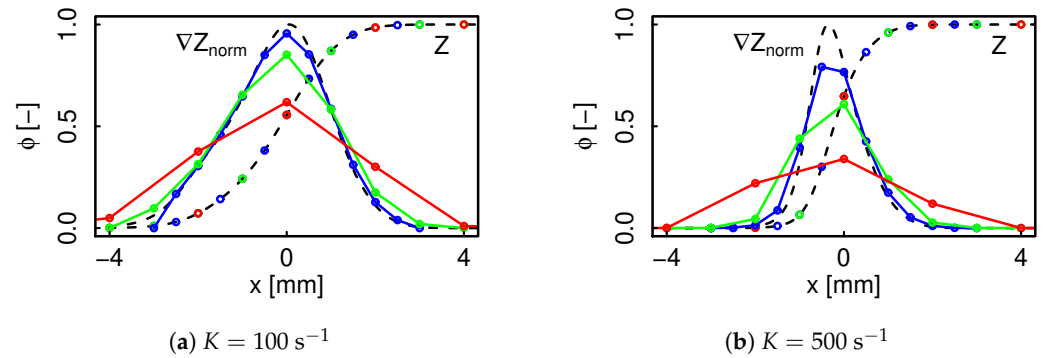 1.0
0.5
0.0
ϕ [−]
∇Z_norm
Z
−4
0
4
x [mm]
(a) K = 100 s⁻¹
1.0
0.5
0.0
ϕ [−]
∇Z_norm
Z
−4
0
4
x [mm]
(b) K = 500 s⁻¹